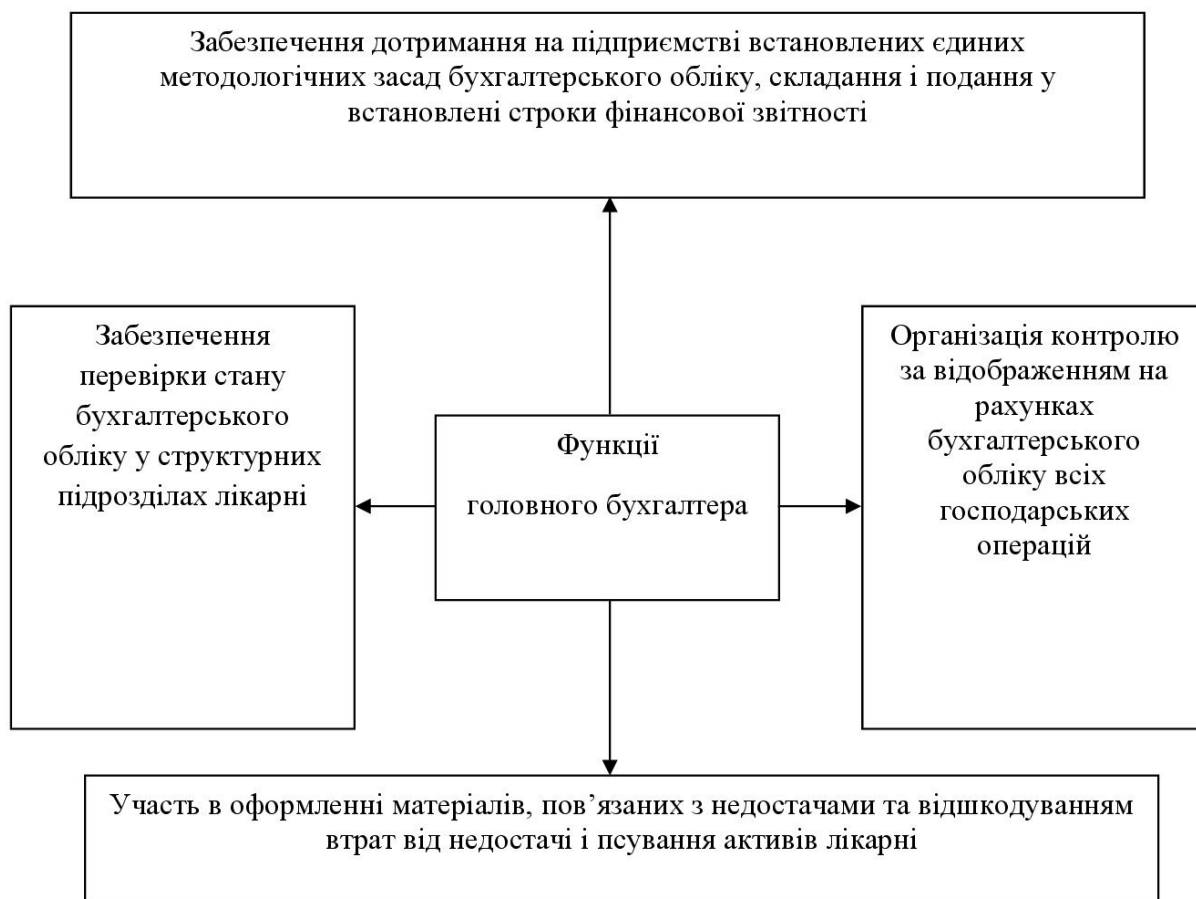 Забезпечення дотримання на підприємстві встановлених єдиних
методологічних засад бухгалтерського обліку, складання і подання у
встановлені строки фінансової звітності
Забезпечення
перевірки стану
бухгалтерського
обліку у структурних
підрозділах лікарні
Функції
головного бухгалтера
Організація контролю
за відображенням на
рахунках
бухгалтерського
обліку всіх
господарських
операцій
Участь в оформленні матеріалів, пов’язаних з недостачами та відшкодуванням
втрат від недостачі і псування активів лікарні